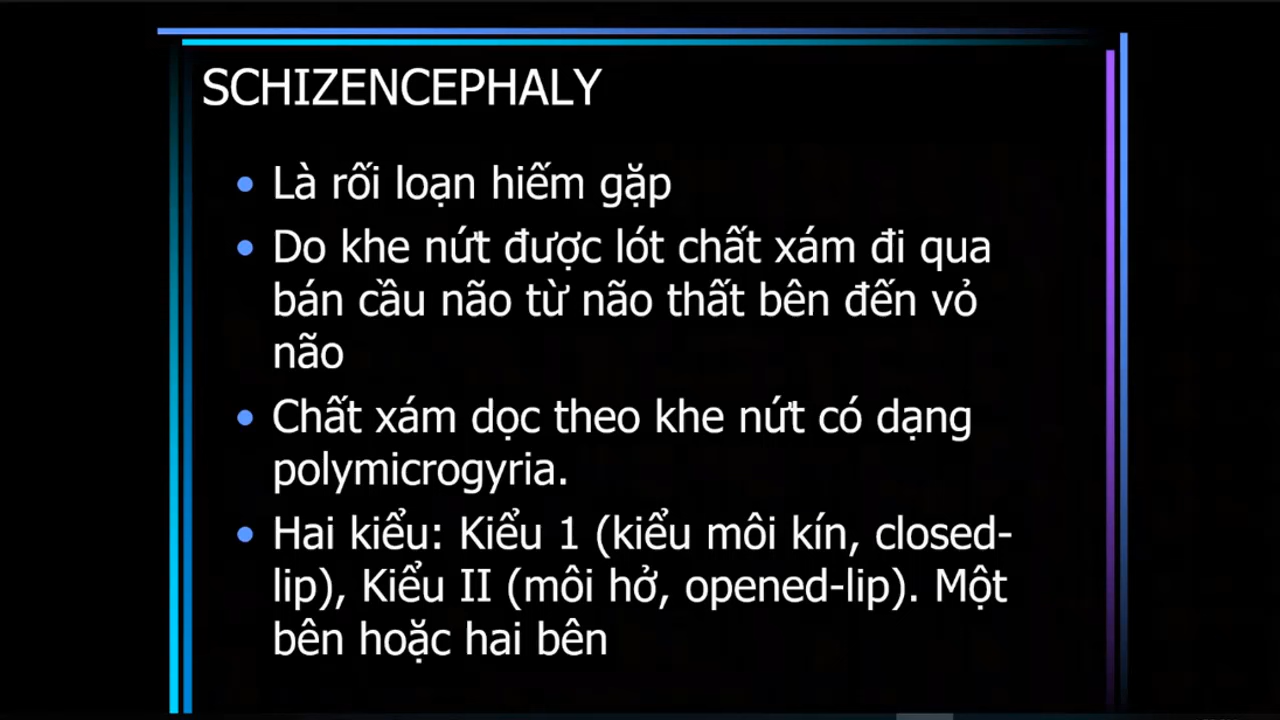 SCHIZENCEPHALY
• Là rối loạn hiếm gặp
• Do khe nứt được lót chất xám đi qua
bán cầu não từ não thất bên đến vỏ
não
• Chất xám dọc theo khe nứt có dạng
polymicrogyria.
• Hai kiểu: Kiểu 1 (kiểu môi kín, closed-
lip), Kiểu II (môi hở, opened-lip). Một
bên hoặc hai bên